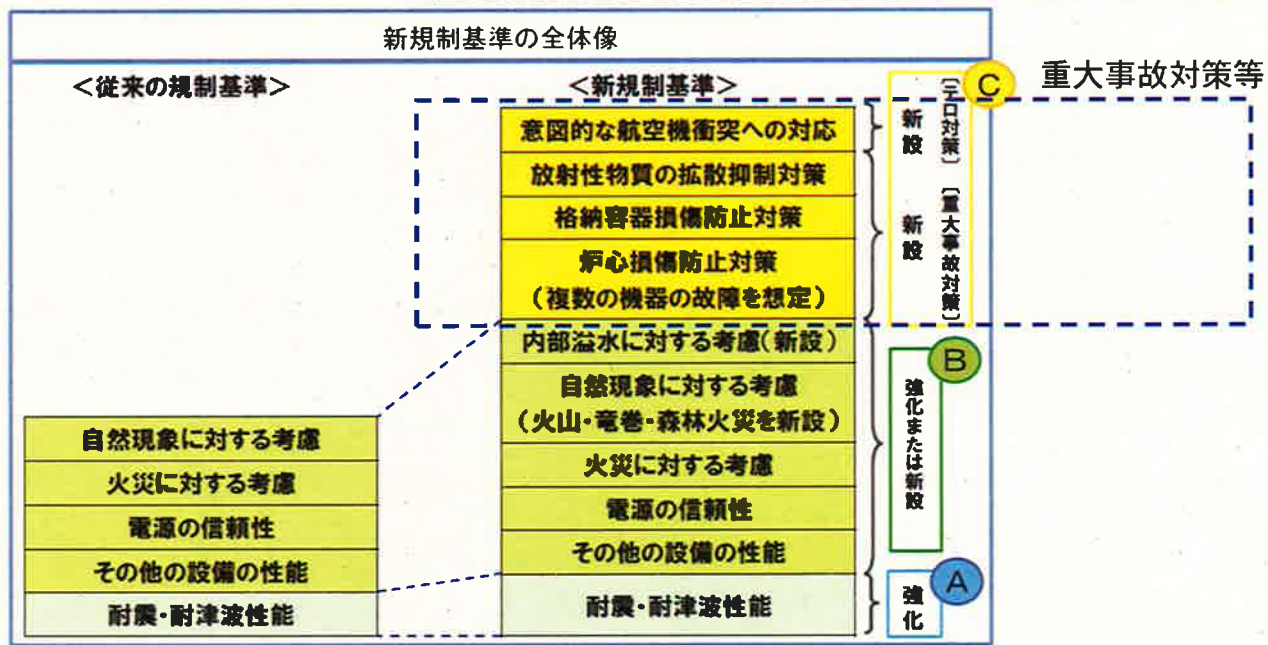 新規制基準の全体像
重大事故対策等
<従来の規制基準>
自然現象に対する考慮
火災に対する考慮
電源の信頼性
その他の設備の性能
耐震・耐津波性能
<新規制基準>
意図的な航空機衝突への対応
放射性物質の拡散抑制対策
格納容器損傷防止対策
炉心損傷防止対策
(複数の機器の故障を想定)
内部溢水に対する考慮(新設)
自然現象に対する考慮
(火山・竜巻・森林火災を新設)
火災に対する考慮
電源の信頼性
その他の設備の性能
耐震・耐津波性能
C
新設
[テロ対策]
新設
[重大事故対策]
B
強化または新設
A
強化